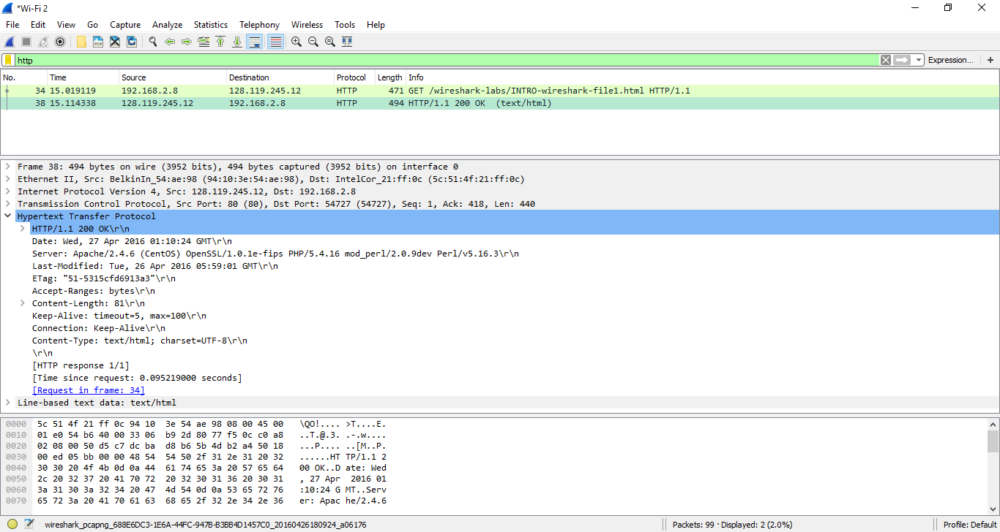 *Wi-Fi 2
File Edit View Go Capture Analyze Statistics Telephony Wireless Tools Help
http Expression... +
No. Time Source Destination Protocol Length Info
34 15.019119 192.168.2.8 128.119.245.12 HTTP 471 GET /wireshark-labs/INTRO-wireshark-file1.html HTTP/1.1
38 15.114338 128.119.245.12 192.168.2.8 HTTP 494 HTTP/1.1 200 OK (text/html)
Frame 38: 494 bytes on wire (3952 bits), 494 bytes captured (3952 bits) on interface 0
Ethernet II, Src: BelkinIn_54:ae:98 (94:10:3e:54:ae:98), Dst: IntelCor_21:ff:0c (5c:51:4f:21:ff:0c)
Internet Protocol Version 4, Src: 128.119.245.12, Dst: 192.168.2.8
Transmission Control Protocol, Src Port: 80 (80), Dst Port: 54727 (54727), Seq: 1, Ack: 418, Len: 440
Hypertext Transfer Protocol
HTTP/1.1 200 OK\r\n
Date: Wed, 27 Apr 2016 01:10:24 GMT\r\n
Server: Apache/2.4.6 (CentOS) OpenSSL/1.0.1e-fips PHP/5.4.16 mod_perl/2.0.9dev Perl/v5.16.3\r\n
Last-Modified: Tue, 26 Apr 2016 05:59:01 GMT\r\n
ETag: "51-5315cfd6913a3"\r\n
Accept-Ranges: bytes\r\n
Content-Length: 81\r\n
Keep-Alive: timeout=5, max=100\r\n
Connection: Keep-Alive\r\n
Content-Type: text/html; charset=UTF-8\r\n
\r\n
[HTTP response 1/1]
[Time since request: 0.095219000 seconds]
[Request in frame: 34]
Line-based text data: text/html
0000 5c 51 4f 21 ff 0c 94 10 3e 54 ae 98 08 00 45 00 \QO!.... >T....E.
0010 01 e0 54 b6 40 00 33 06 b9 2d 80 77 f5 0c c0 a8 ..T.@.3. .-.w....
0020 02 08 00 50 d5 c7 dc ba d8 b6 5b 4d b2 a4 50 18 ...P.... ..[M..P.
0030 00 ed 05 bb 00 00 48 54 54 50 2f 31 2e 31 20 32 ......HT TP/1.1 2
0040 30 30 20 4f 4b 0d 0a 44 61 74 65 3a 20 57 65 64 00 OK..D ate: Wed
0050 2c 20 32 37 20 41 70 72 20 32 30 31 36 20 30 31 , 27 Apr 2016 01
0060 3a 31 30 3a 32 34 20 47 4d 54 0d 0a 53 65 72 76 :10:24 G MT..Serv
0070 65 72 3a 20 41 70 61 63 68 65 2f 32 2e 34 2e 36 er: Apac he/2.4.6
wireshark_pcapng_688E6DC3-1E6A-44FC-947B-B3BB4D1457C0_20160426180924_a06176 Packets: 99 · Displayed: 2 (2.0%) Profile: Default